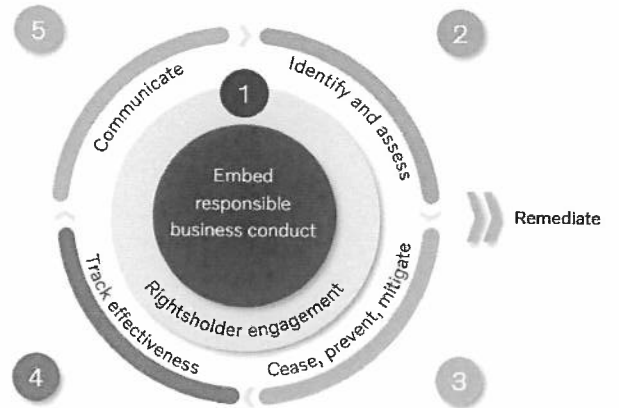 5
2
Communicate
Identify and assess
1
Embed
responsible
business conduct
Remediate
Rightsholder engagement
Track effectiveness
Cease, prevent, mitigate
4
3